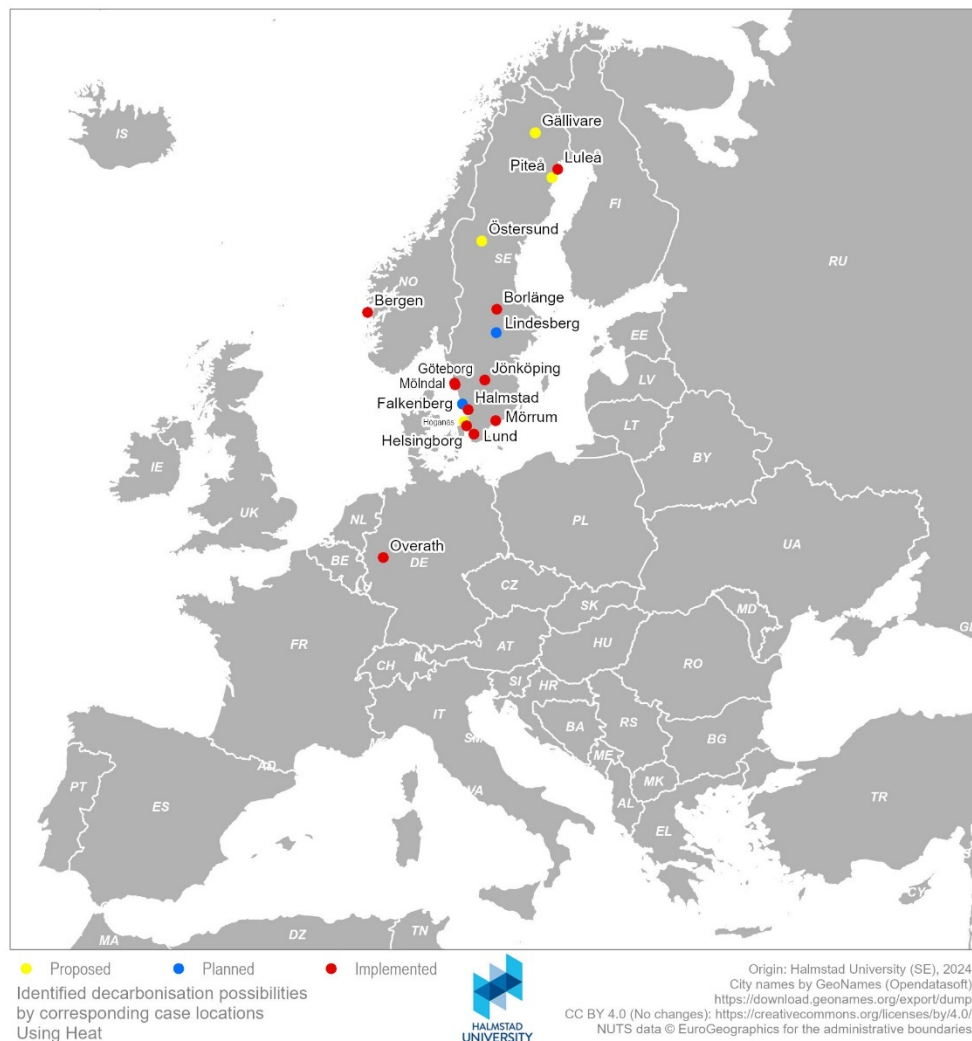 IS
Gällivare
Piteå
Luleå
FI
Östersund
SE
RU
NO
Bergen
Borlänge
Lindesberg
EE
Göteborg
Jönköping
Mölndal
LV
Falkenberg
Halmstad
Höganäs
Mörrum
LT
Helsingborg
Lund
BY
IE
UK
NL
PL
Overath
BE
DE
UA
LU
CZ
SK
MD
FR
AT
HU
CH
LI
RO
SI
HR
IT
BA
RS
SM
BG
ME
AD
MK
PT
VA
AL
ES
EL
TR
CY
MA
DZ
TN
Proposed
Planned
Implemented
Identified decarbonisation possibilities
by corresponding case locations
Using Heat
HALMSTAD
UNIVERSITY
Origin: Halmstad University (SE), 2024
City names by GeoNames (Opendatasoft)
https://download.geonames.org/export/dump
CC BY 4.0 (No changes): https://creativecommons.org/licenses/by/4.0/
NUTS data © EuroGeographics for the administrative boundaries